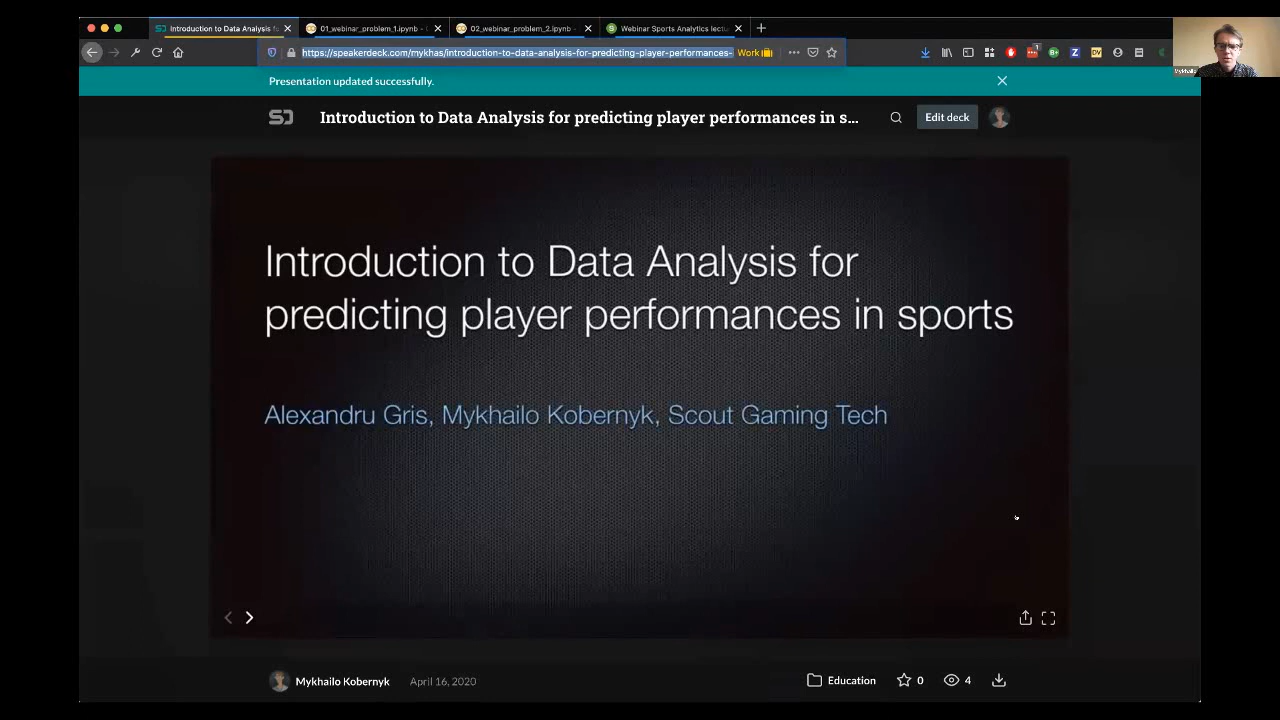 Introduction to Data Analysis fo
01_webinar_problem_1.ipynb -
02_webinar_problem_2.ipynb -
Webinar Sports Analytics lectu
https://speakerdeck.com/mykhas/introduction-to-data-analysis-for-predicting-player-performances-
Work
Mykhailo
Presentation updated successfully.
Introduction to Data Analysis for predicting player performances in s...
Edit deck
Introduction to Data Analysis for
predicting player performances in sports
Alexandru Gris, Mykhailo Kobernyk, Scout Gaming Tech
Mykhailo Kobernyk
April 16, 2020
Education
0
4